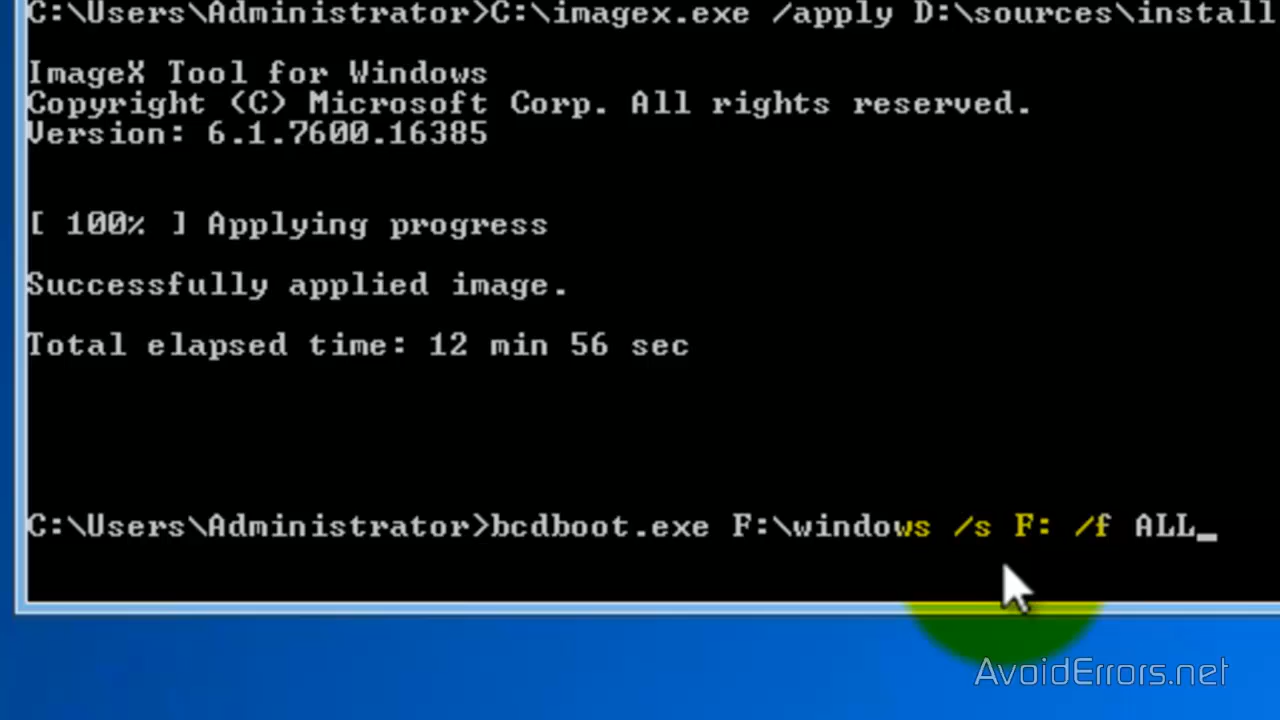 C:\Users\Administrator>C:\imagex.exe /apply D:\sources\install
ImageX Tool for Windows
Copyright (C) Microsoft Corp. All rights reserved.
Version: 6.1.7600.16385
[ 100% ] Applying progress
Successfully applied image.
Total elapsed time: 12 min 56 sec
C:\Users\Administrator>bcdboot.exe F:\windows /s F: /f ALL_
AvoidErrors.net